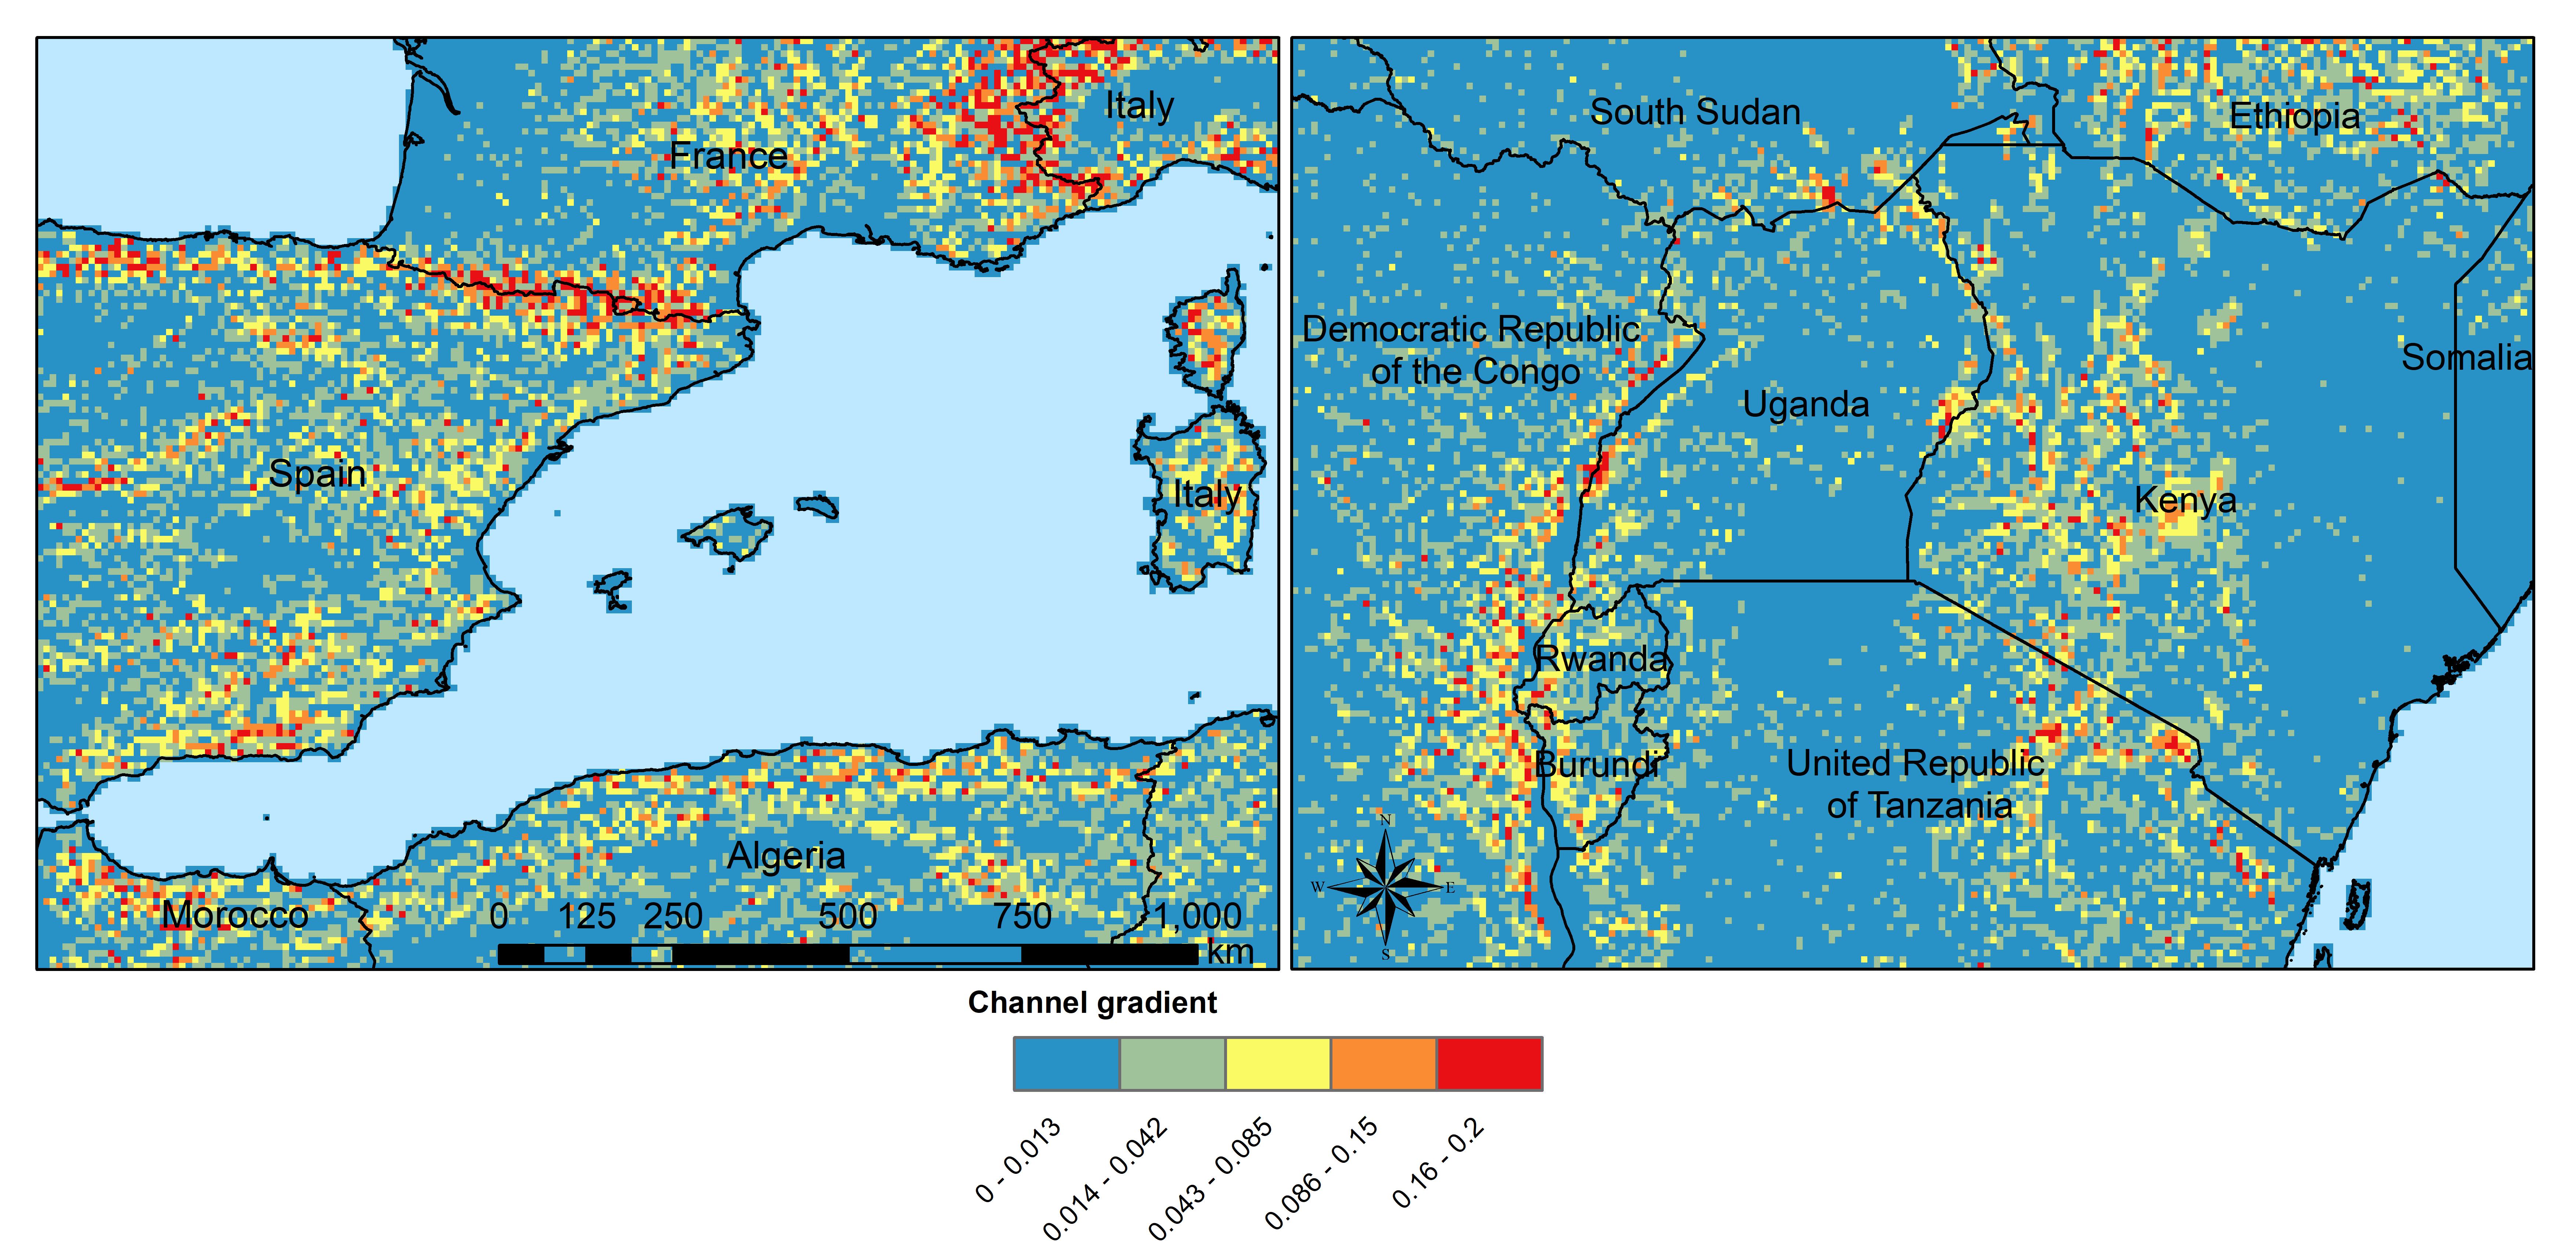 Italy
France
Spain
Italy
Algeria
Morocco
0 125 250 500 750 1,000
km
South Sudan
Ethiopia
Democratic Republic
of the Congo
Somalia
Uganda
Kenya
Rwanda
Burundi
United Republic
of Tanzania
N
W E
S
Channel gradient
0 - 0.013
0.014 - 0.042
0.043 - 0.085
0.086 - 0.15
0.16 - 0.2